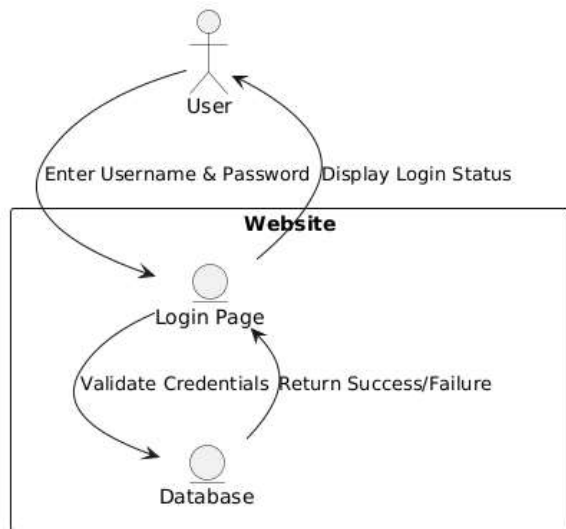 User
Enter Username & Password
Display Login Status
Website
Login Page
Validate Credentials
Return Success/Failure
Database